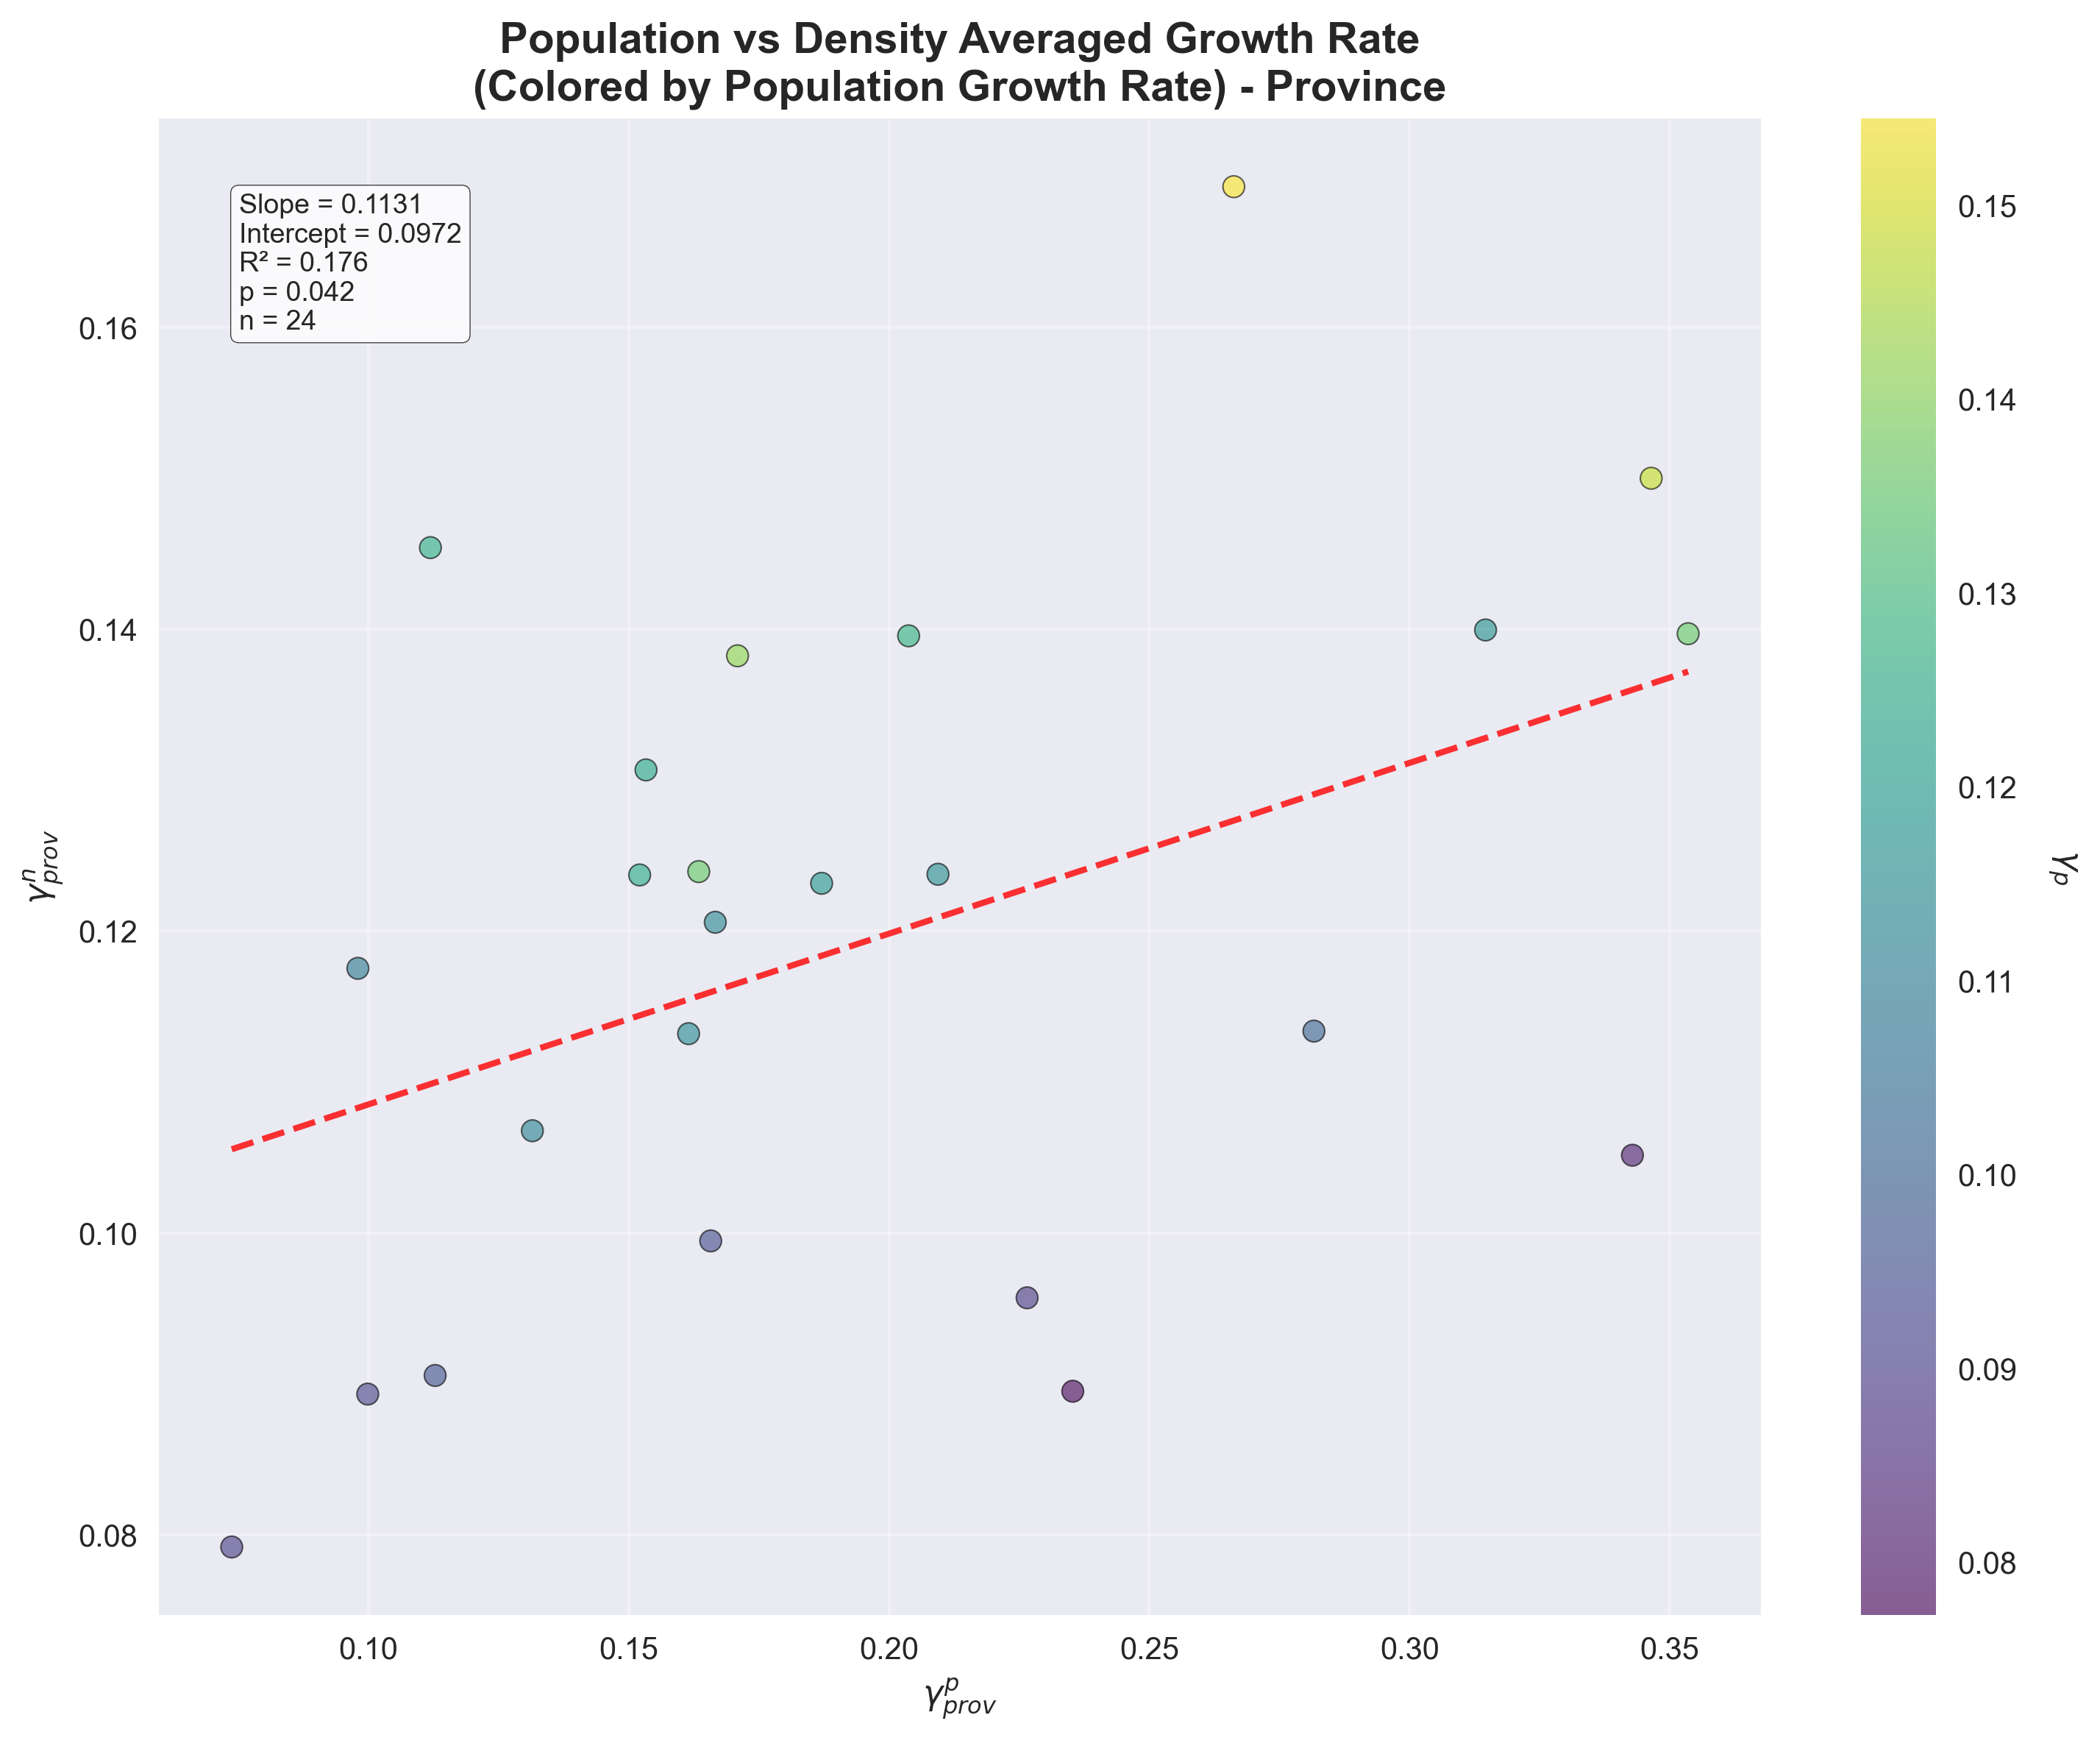 Population vs Density Averaged Growth Rate
(Colored by Population Growth Rate) - Province
Slope = 0.1131
Intercept = 0.0972
R² = 0.176
p = 0.042
n = 24
0.16
0.14
0.12
0.10
0.08
γⁿ_prov
0.10 0.15 0.20 0.25 0.30 0.35
γᵖ_prov
0.15
0.14
0.13
0.12
0.11
0.10
0.09
0.08
γₚ